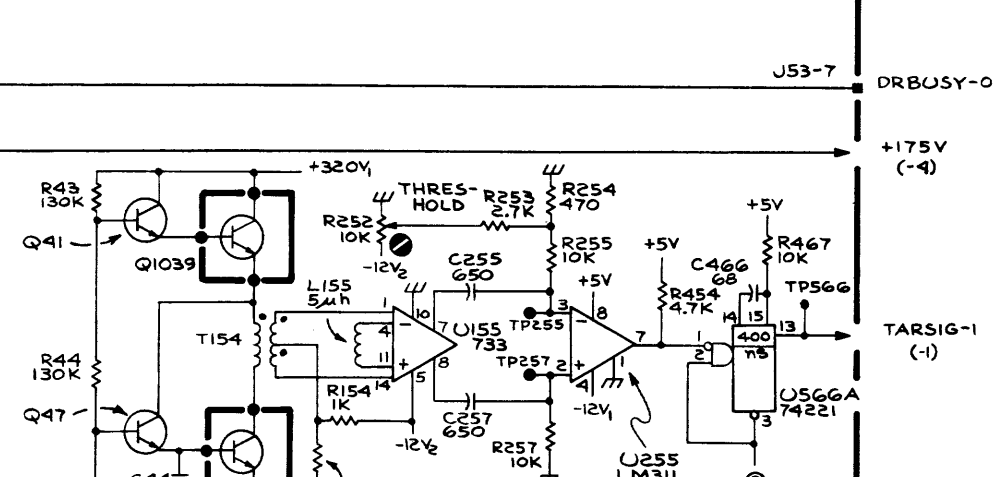 J53-7
DRBUSY-0
+175V
(-4)
+320V1
R43
130K
Q41
Q1039
THRES-
HOLD
R252
10K
-12V2
R253
2.7K
R254
470
R255
10K
C255
650
+5V
+5V
+5V
R467
10K
C466
68
R454
4.7K
TP566
14
15
13
400
ns
1
2
3
U566A
74221
TARSIG-1
(-1)
L155
5μh
1
4
11
14
10
7
8
5
-
+
U155
733
TP255
TP257
3
2
8
4
7
1
-
+
-12V1
U255
LM311
T154
R154
1K
-12V2
C257
650
R257
10K
R44
130K
Q47